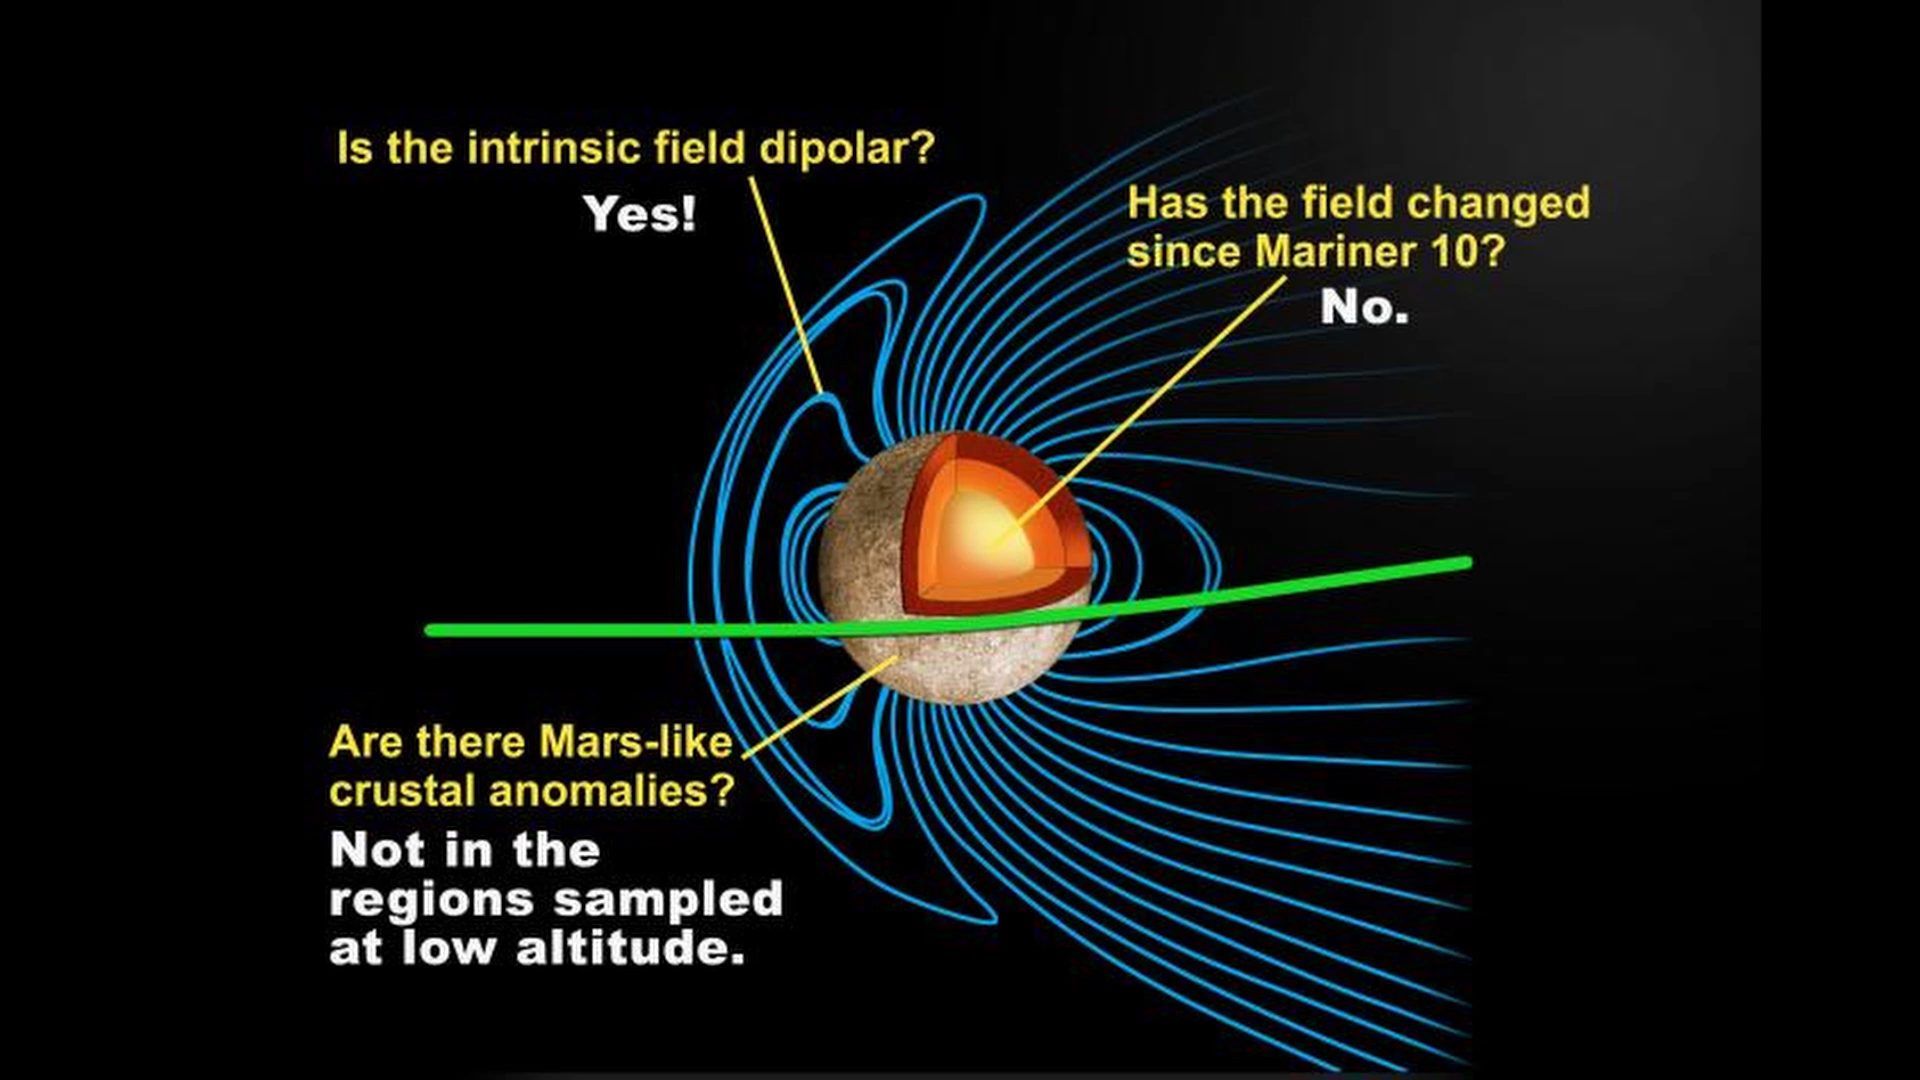 Is the intrinsic field dipolar?
Yes!
Has the field changed
since Mariner 10?
No.
Are there Mars-like
crustal anomalies?
Not in the
regions sampled
at low altitude.